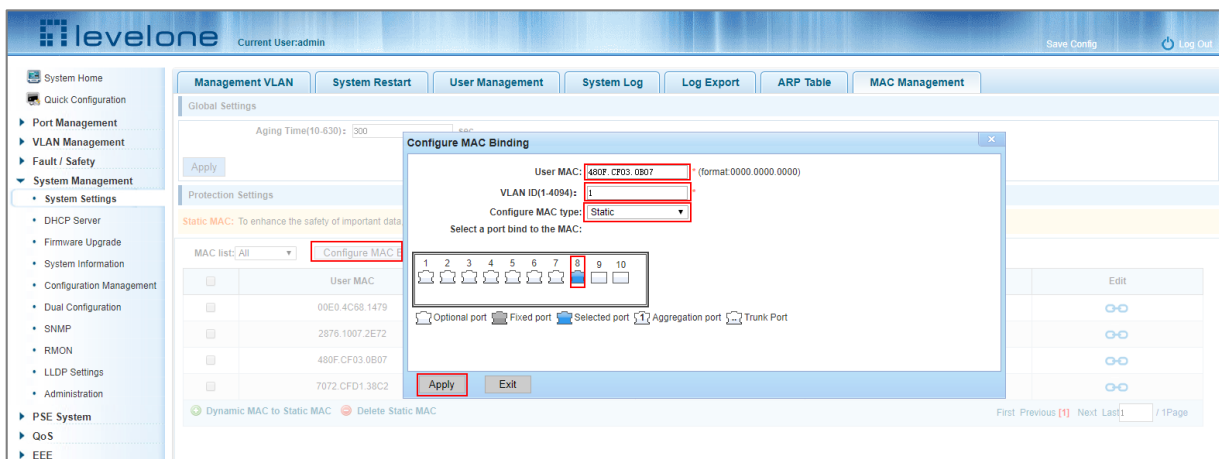 levelone
Current User:admin
Save Config
Log Out
System Home
Quick Configuration
Port Management
VLAN Management
Fault / Safety
System Management
System Settings
DHCP Server
Firmware Upgrade
System Information
Configuration Management
Dual Configuration
SNMP
RMON
LLDP Settings
Administration
PSE System
QoS
EEE
Management VLAN
System Restart
User Management
System Log
Log Export
ARP Table
MAC Management
Global Settings
Aging Time(10-630): 300 sec
Apply
Protection Settings
Static MAC: To enhance the safety of important data
MAC list: All
Configure MAC B
User MAC
Edit
00E0.4C68.1479
2876.1007.2E72
480F.CF03.0B07
7072.CFD1.38C2
Dynamic MAC to Static MAC Delete Static MAC
First Previous [1] Next Last 1 / 1Page
Configure MAC Binding
User MAC: 480F.CF03.0B07 * (format:0000.0000.0000)
VLAN ID(1-4094): 1 *
Configure MAC type: Static
Select a port bind to the MAC:
1 2 3 4 5 6 7 8 9 10
Optional port Fixed port Selected port 1 Aggregation port Trunk Port
Apply Exit